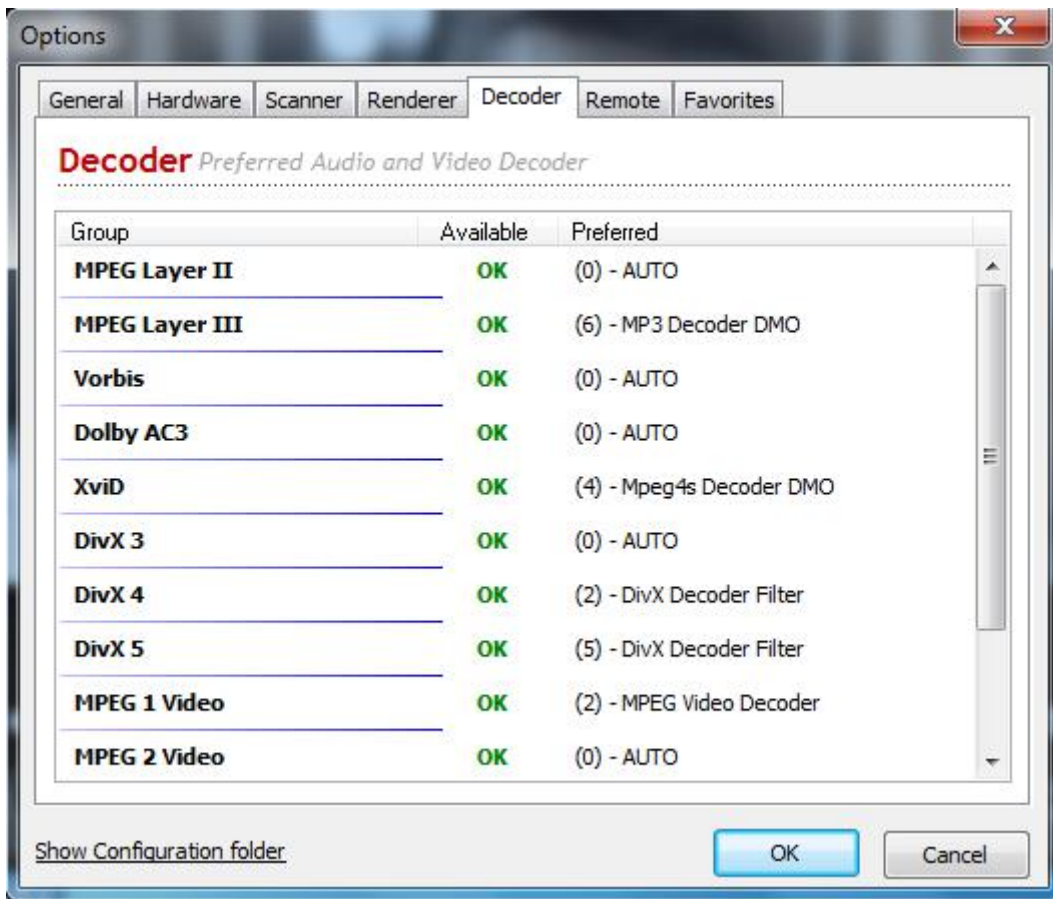 Options
General Hardware Scanner Renderer Decoder Remote Favorites
Decoder Preferred Audio and Video Decoder
Group Available Preferred
MPEG Layer II OK (0) - AUTO
MPEG Layer III OK (6) - MP3 Decoder DMO
Vorbis OK (0) - AUTO
Dolby AC3 OK (0) - AUTO
XviD OK (4) - Mpeg4s Decoder DMO
DivX 3 OK (0) - AUTO
DivX 4 OK (2) - DivX Decoder Filter
DivX 5 OK (5) - DivX Decoder Filter
MPEG 1 Video OK (2) - MPEG Video Decoder
MPEG 2 Video OK (0) - AUTO
Show Configuration folder OK Cancel